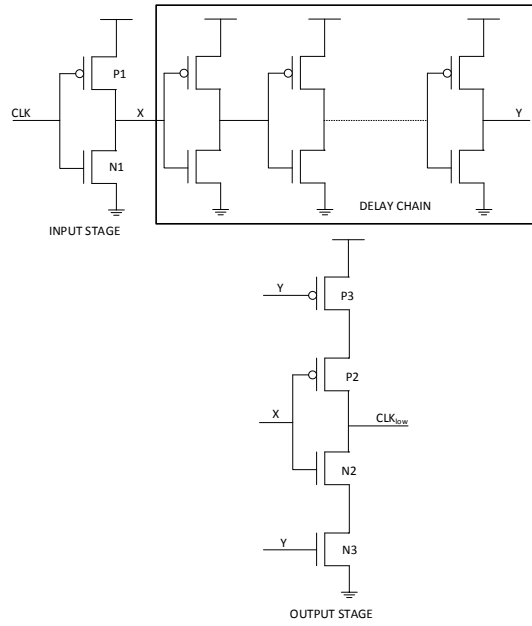 P1
CLK
X
Y
N1
DELAY CHAIN
INPUT STAGE
Y
P3
P2
X
CLKlow
N2
Y
N3
OUTPUT STAGE